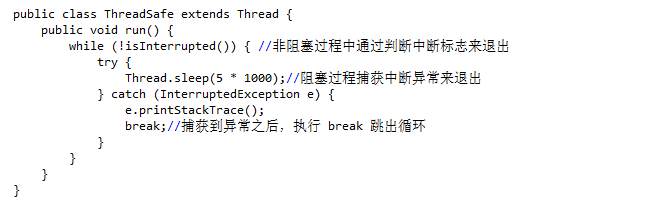 public class ThreadSafe extends Thread {
    public void run() {
        while (!isInterrupted()) { //非阻塞过程中通过判断中断标志来退出
            try {
                Thread.sleep(5 * 1000);//阻塞过程捕获中断异常来退出
            } catch (InterruptedException e) {
                e.printStackTrace();
                break;//捕获到异常之后，执行 break 跳出循环
            }
        }
    }
}